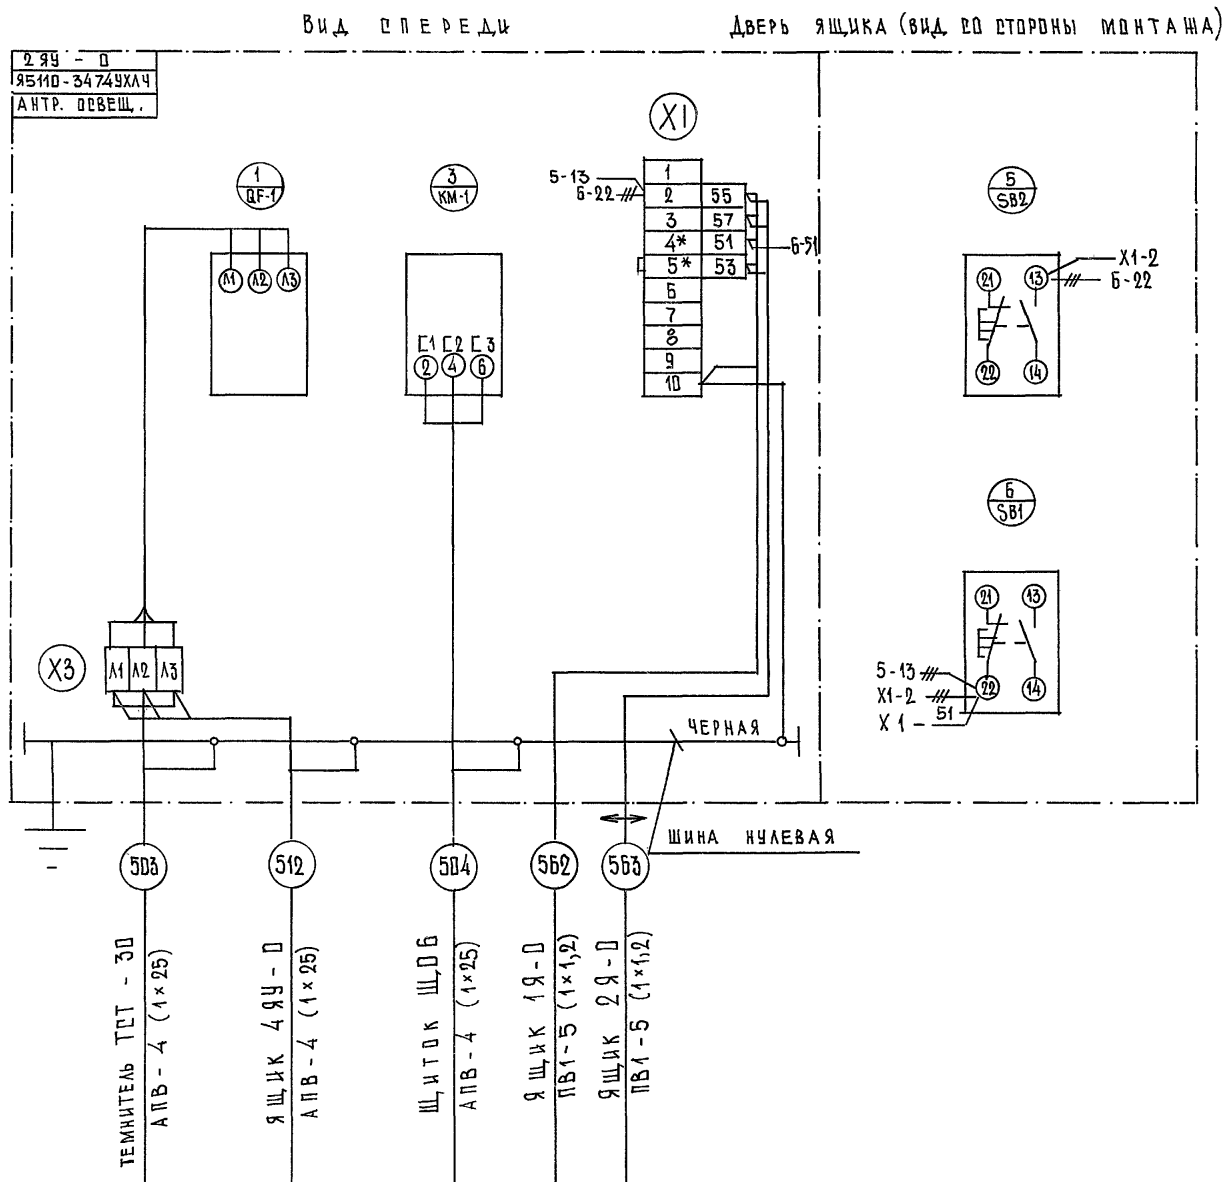 ВИД СПЕРЕДИ
ДВЕРЬ ЯЩИКА (ВИД СО СТОРОНЫ МОНТАЖА)
2 ЯУ - О
Я5110-3474УХЛ4
АНТР. ОСВЕЩ.
X1
1
QF-1
3
КМ-1
5
SB2
5-13
6-22
1
2 55
3 57
4* 51
5* 53
6
7
8
9
10
6-51
Л1 Л2 Л3
С1 С2 С3
2 4 6
X1-2
6-22
21 13
22 14
6
SB1
21 13
22 14
5-13
X1-2
X1 - 51
X3
Л1 Л2 Л3
ЧЕРНАЯ
ШИНА НУЛЕВАЯ
503
512
504
562
563
ТЕМНИТЕЛЬ ТСТ - 30
АПВ - 4 (1×25)
ЯЩИК 4ЯУ - О
АПВ - 4 (1×25)
ЩИТОК ЩО6
АПВ - 4 (1×25)
ЯЩИК 1Я - О
ПВ1 - 5 (1×1,2)
ЯЩИК 2Я - О
ПВ1 - 5 (1×1,2)